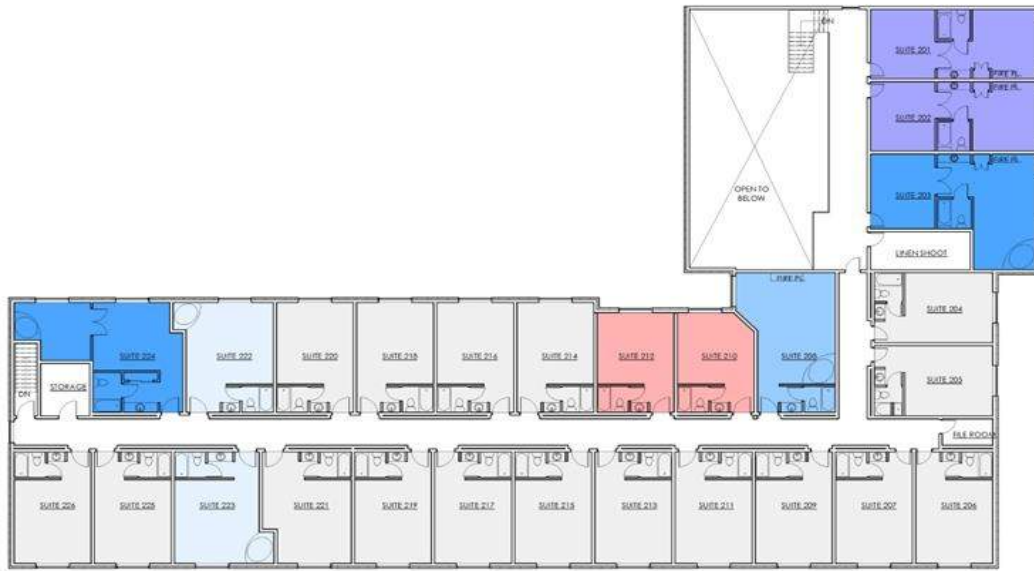 DN
SUITE 201
FIRE PL.
FIRE PL.
SUITE 202
FIRE PL.
SUITE 203
OPEN TO
BELOW
LINEN SHOOT
FIRE PL.
SUITE 204
SUITE 224
SUITE 222
SUITE 220
SUITE 218
SUITE 216
SUITE 214
SUITE 212
SUITE 210
SUITE 208
SUITE 205
STORAGE
DN
FILE ROOM
SUITE 226
SUITE 225
SUITE 223
SUITE 221
SUITE 219
SUITE 217
SUITE 215
SUITE 213
SUITE 211
SUITE 209
SUITE 207
SUITE 206